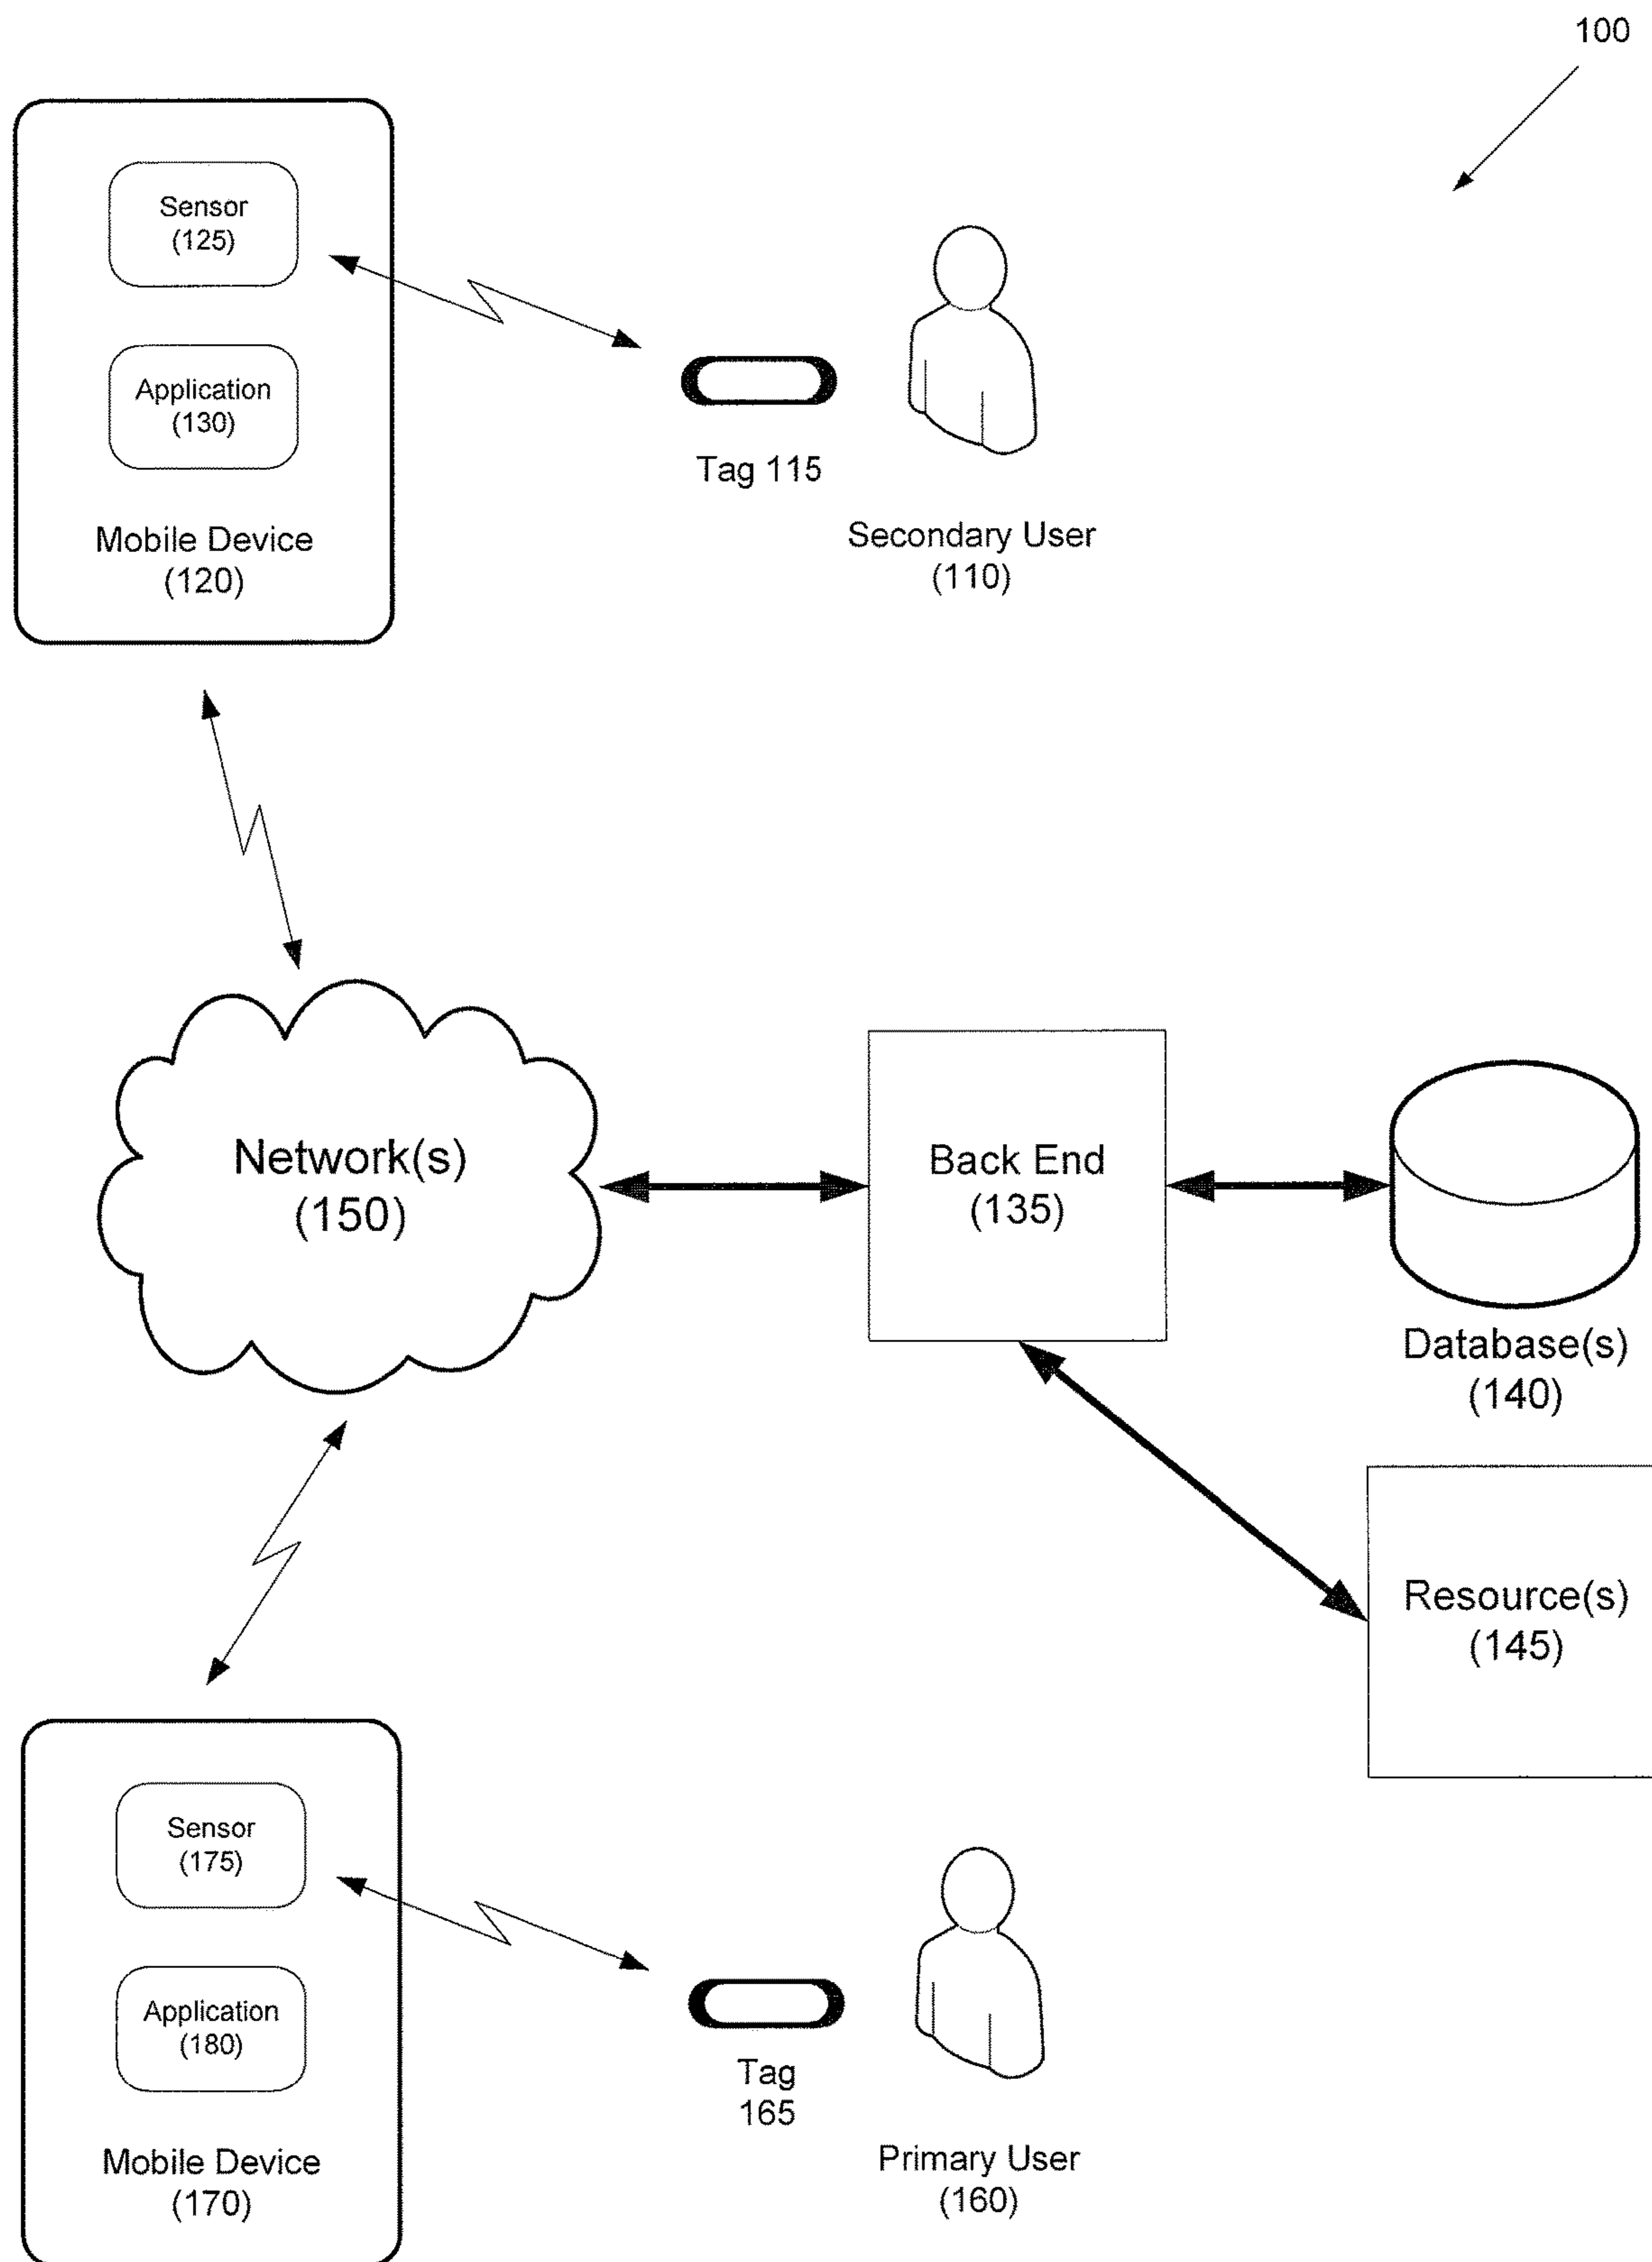 100
Sensor
(125)
Application
(130)
Mobile Device
(120)
Tag 115
Secondary User
(110)
Network(s)
(150)
Back End
(135)
Database(s)
(140)
Resource(s)
(145)
Sensor
(175)
Application
(180)
Mobile Device
(170)
Tag
165
Primary User
(160)